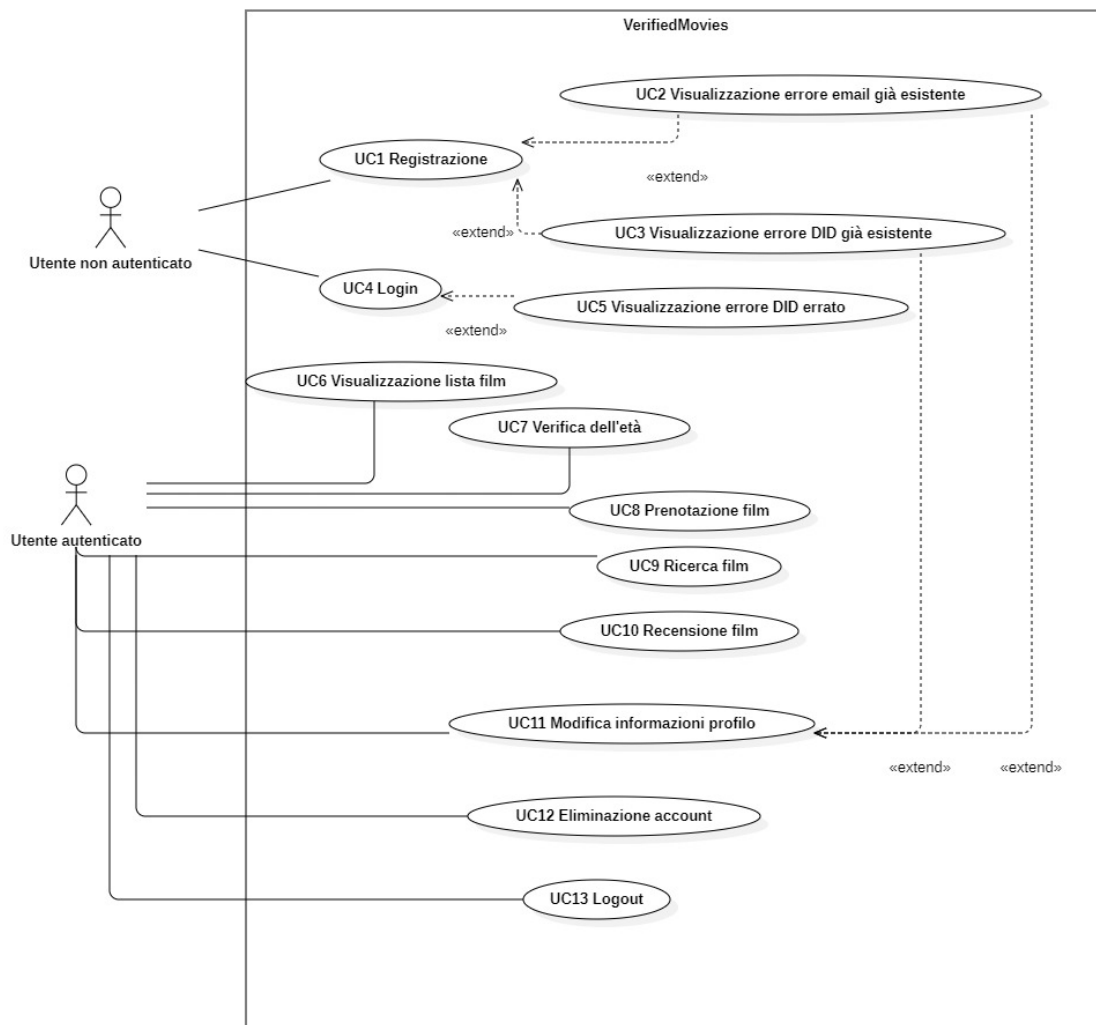 VerifiedMovies
UC2 Visualizzazione errore email già esistente
UC1 Registrazione
«extend»
Utente non autenticato
«extend»
UC3 Visualizzazione errore DID già esistente
UC4 Login
UC5 Visualizzazione errore DID errato
«extend»
UC6 Visualizzazione lista film
UC7 Verifica dell'età
UC8 Prenotazione film
Utente autenticato
UC9 Ricerca film
UC10 Recensione film
UC11 Modifica informazioni profilo
«extend»
«extend»
UC12 Eliminazione account
UC13 Logout